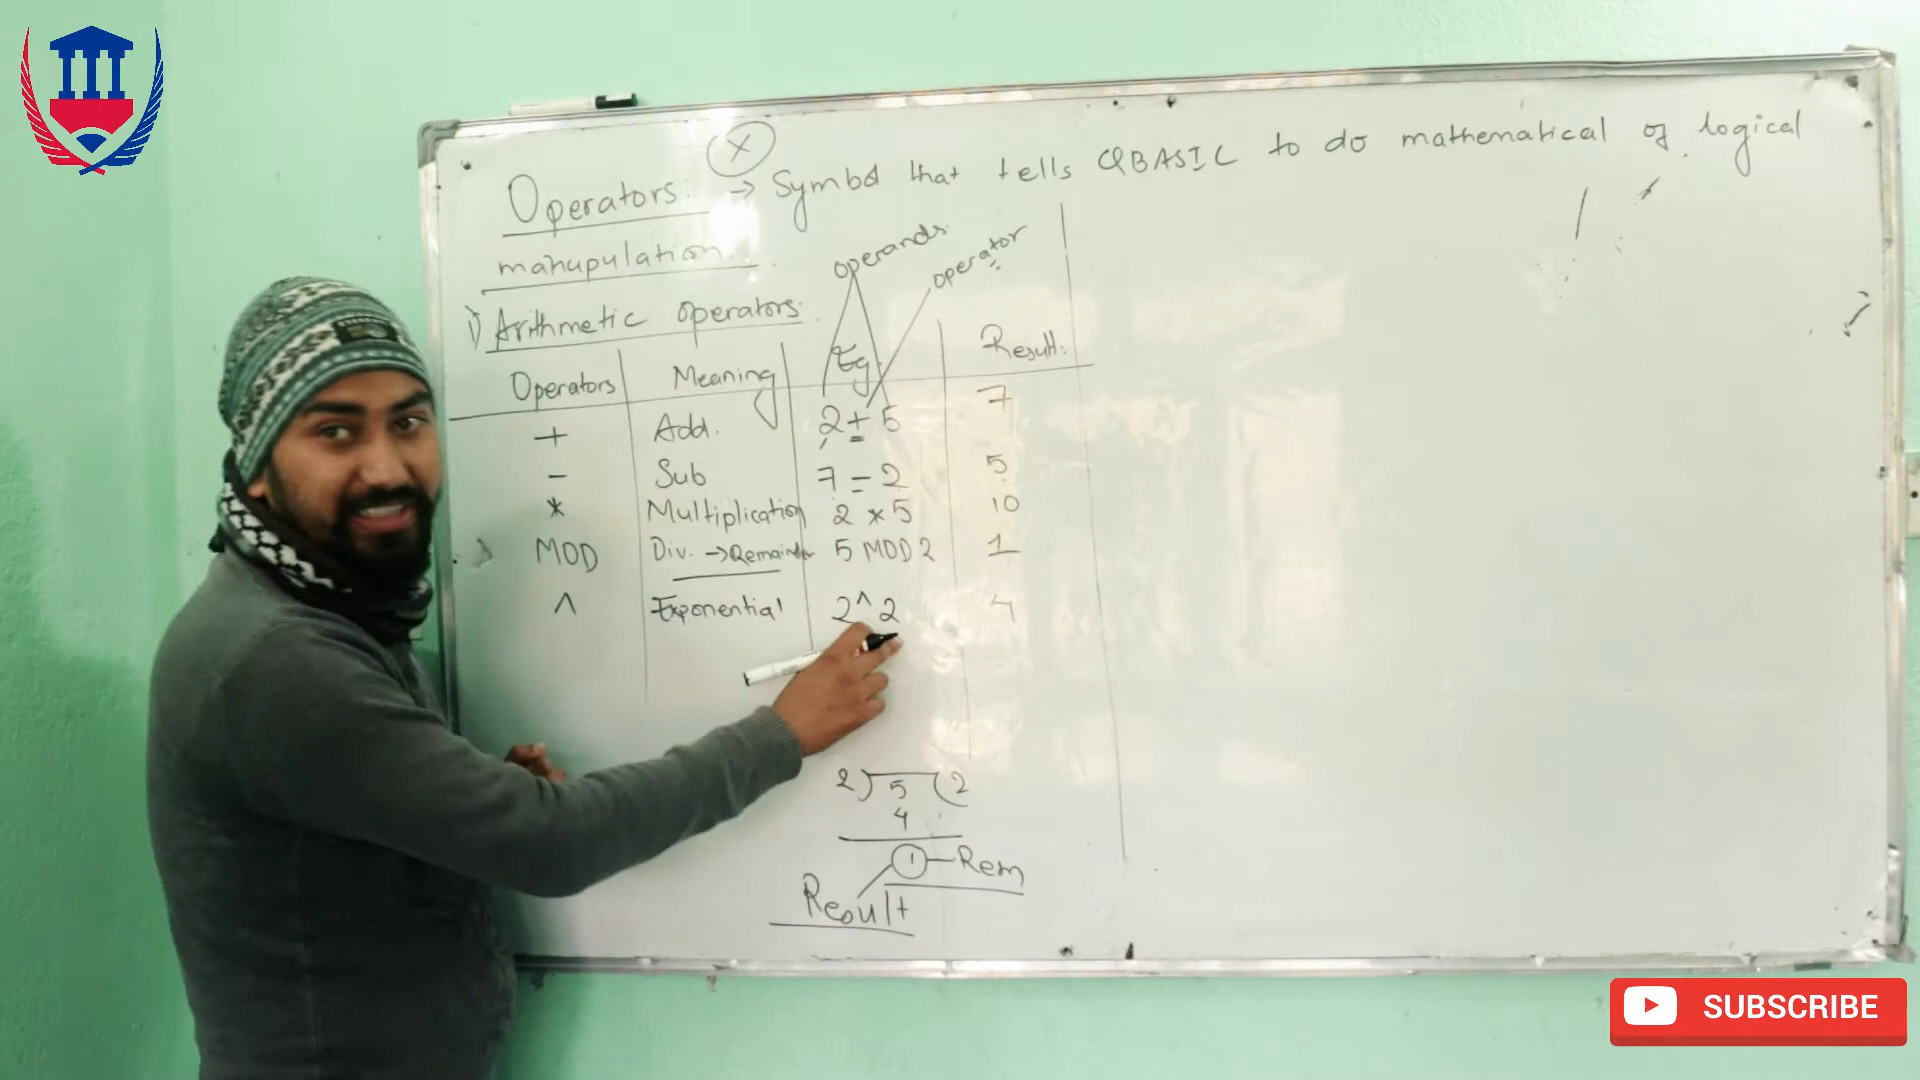 (X)
Operators: → Symbol that tells QBASIC to do mathematical of logical
manupulation.
operands
operator
1) Arithmetic operators.
Operators Meaning Eg. Result:
+ Add. 2 + 5 7
- Sub 7 - 2 5
* Multiplication 2 * 5 10
MOD Div. → Remainder 5 MOD 2 1
^ Exponential 2 ^ 2 4
2) 5 ( 2
4
1 - Rem
Result
SUBSCRIBE